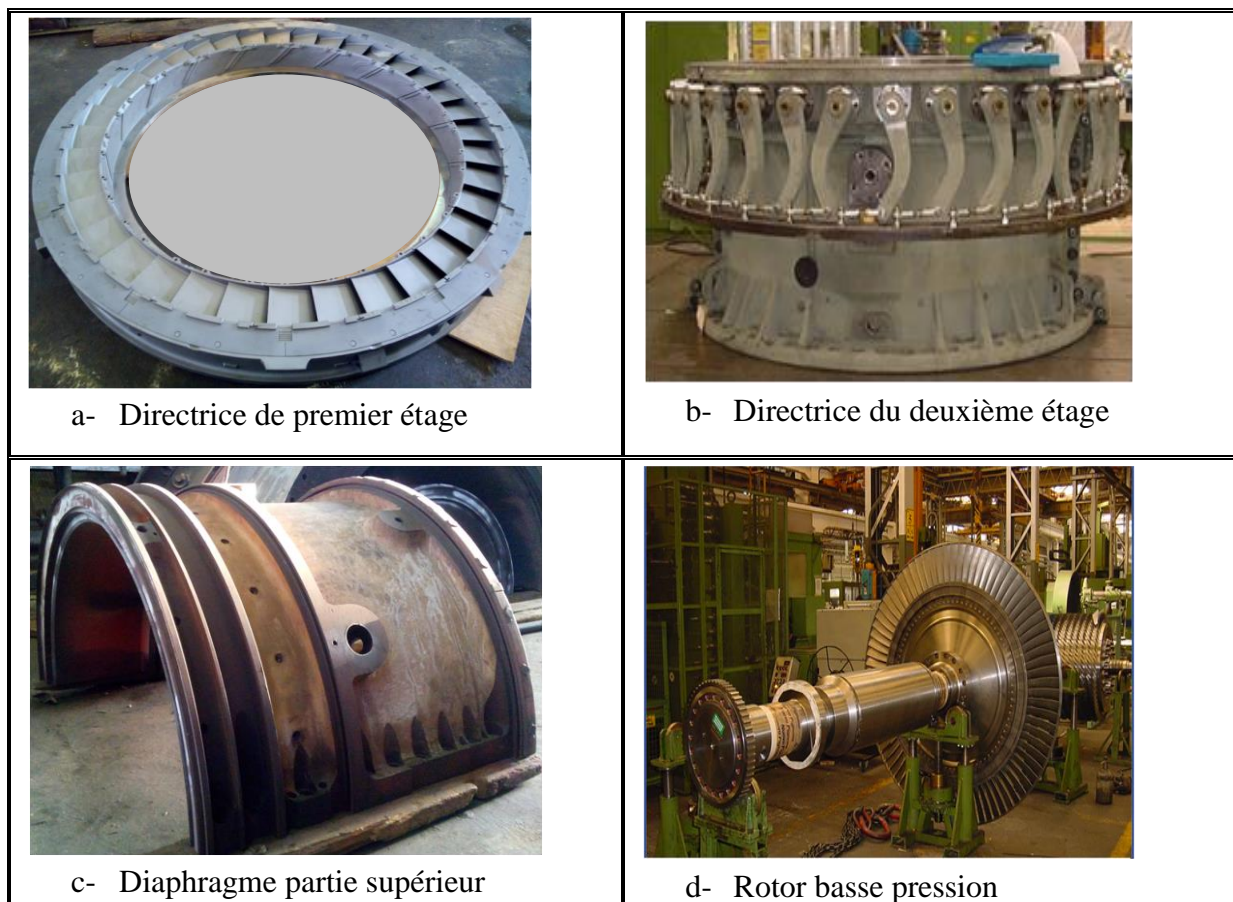 a- Directrice de premier étage
b- Directrice du deuxième étage
c- Diaphragme partie supérieur
d- Rotor basse pression